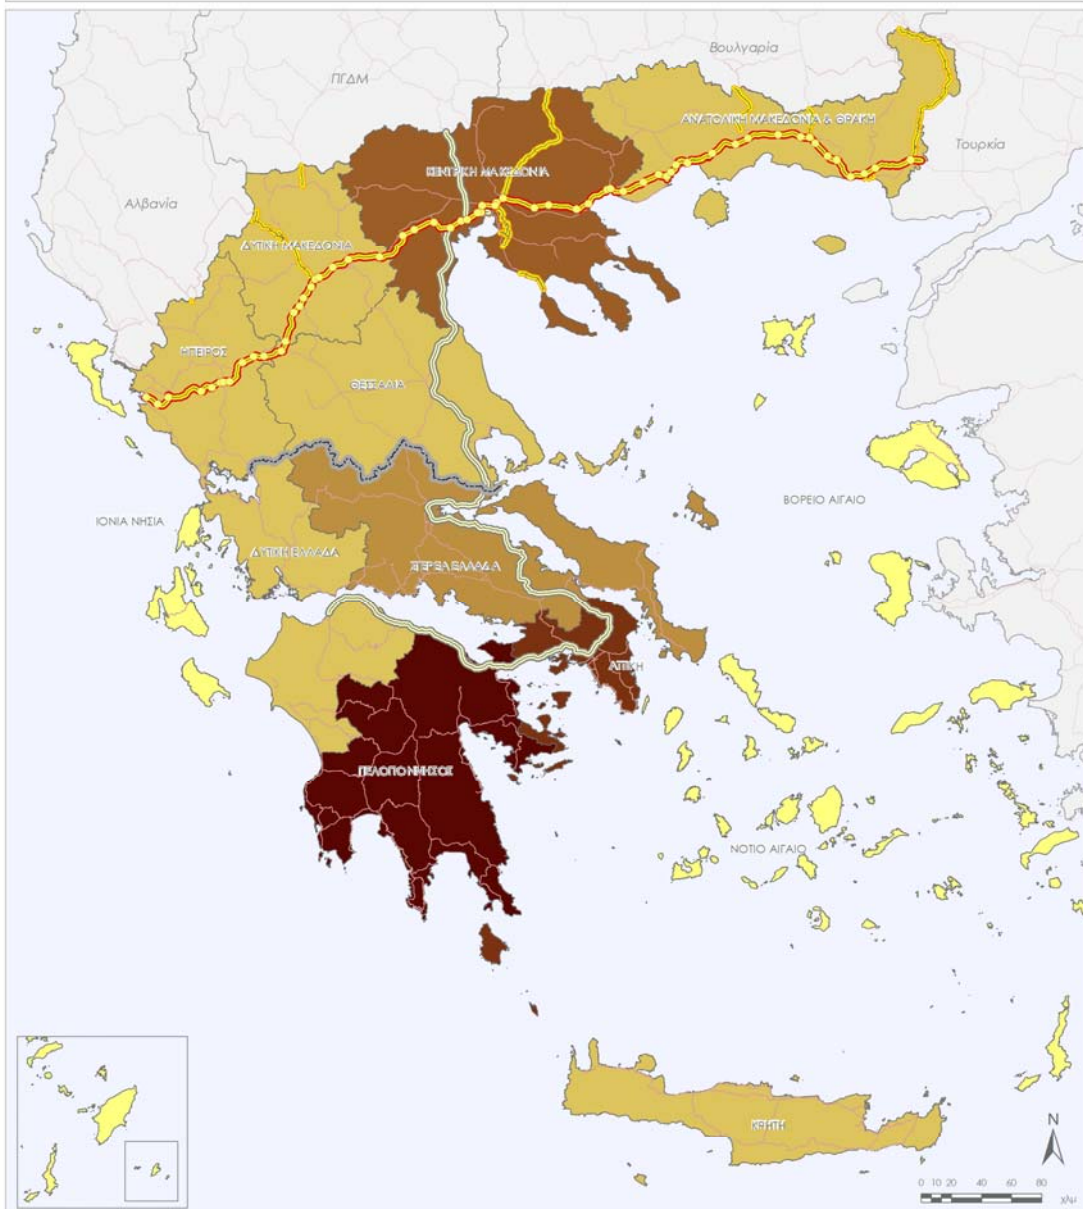 Βουλγαρία
ΠΓΔΜ
ΑΝΑΤΟΛΙΚΗ ΜΑΚΕΔΟΝΙΑ & ΘΡΑΚΗ
Τουρκία
ΚΕΝΤΡΙΚΗ ΜΑΚΕΔΟΝΙΑ
Αλβανία
ΔΥΤΙΚΗ ΜΑΚΕΔΟΝΙΑ
ΗΠΕΙΡΟΣ
ΘΕΣΣΑΛΙΑ
ΒΟΡΕΙΟ ΑΙΓΑΙΟ
ΙΟΝΙΑ ΝΗΣΙΑ
ΔΥΤΙΚΗ ΕΛΛΑΔΑ
ΣΤΕΡΕΑ ΕΛΛΑΔΑ
ΑΤΤΙΚΗ
ΠΕΛΟΠΟΝΝΗΣΟΣ
ΝΟΤΙΟ ΑΙΓΑΙΟ
ΚΡΗΤΗ
N
0 10 20 40 60 80
χλμ